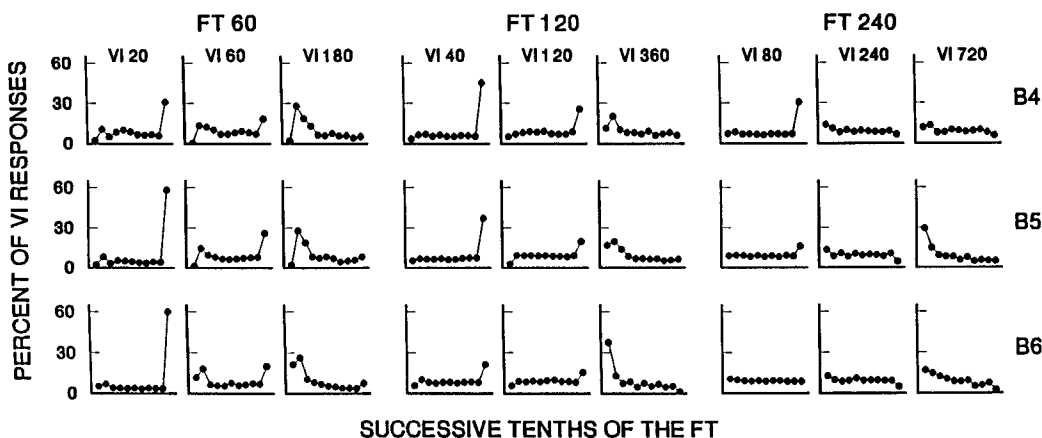 FT 60 FT 120 FT 240
VI 20 VI 60 VI 180 VI 40 VI 120 VI 360 VI 80 VI 240 VI 720
PERCENT OF VI RESPONSES
60
30
0
B4
60
30
0
B5
60
30
0
B6
SUCCESSIVE TENTHS OF THE FT